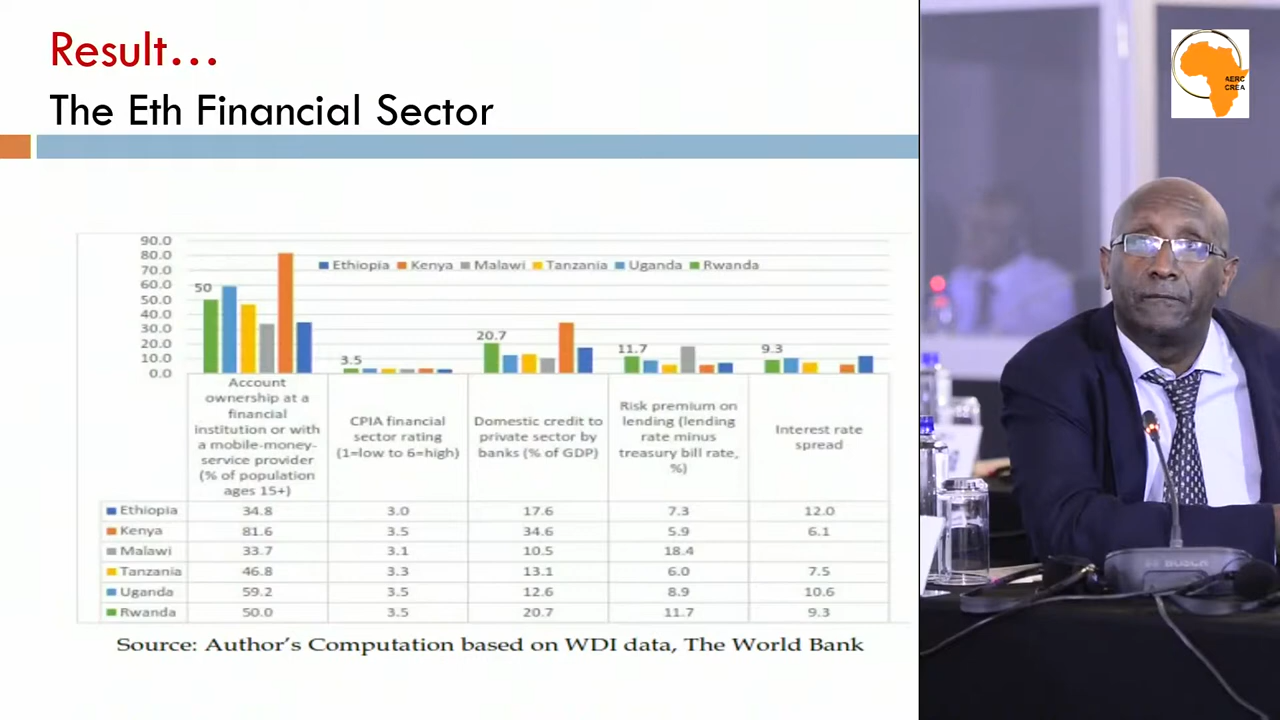 Result...
The Eth Financial Sector
AERC
CREA
90.0
80.0
70.0
60.0
50.0
40.0
30.0
20.0
10.0
0.0
Ethiopia Kenya Malawi Tanzania Uganda Rwanda
50
3.5
20.7
11.7
9.3
Account
ownership at a
financial
institution or with
a mobile-money-
service provider
(% of population
ages 15+)
CPIA financial
sector rating
(1=low to 6=high)
Domestic credit to
private sector by
banks (% of GDP)
Risk premium on
lending (lending
rate minus
treasury bill rate,
%)
Interest rate
spread
Ethiopia 34.8 3.0 17.6 7.3 12.0
Kenya 81.6 3.5 34.6 5.9 6.1
Malawi 33.7 3.1 10.5 18.4
Tanzania 46.8 3.3 13.1 6.0 7.5
Uganda 59.2 3.5 12.6 8.9 10.6
Rwanda 50.0 3.5 20.7 11.7 9.3
Source: Author's Computation based on WDI data, The World Bank
BOSCH